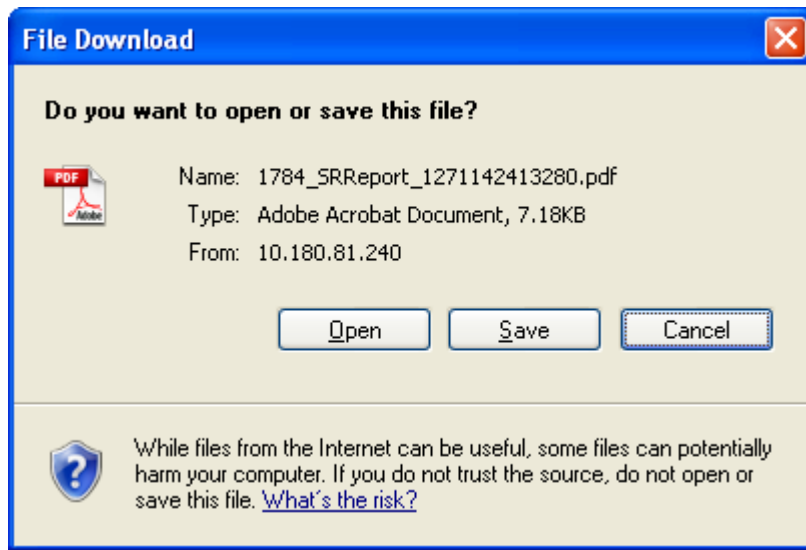 File Download
Do you want to open or save this file?
PDF
Adobe
Name: 1784_SRReport_1271142413280.pdf
Type: Adobe Acrobat Document, 7.18KB
From: 10.180.81.240
Open Save Cancel
While files from the Internet can be useful, some files can potentially
harm your computer. If you do not trust the source, do not open or
save this file. What's the risk?